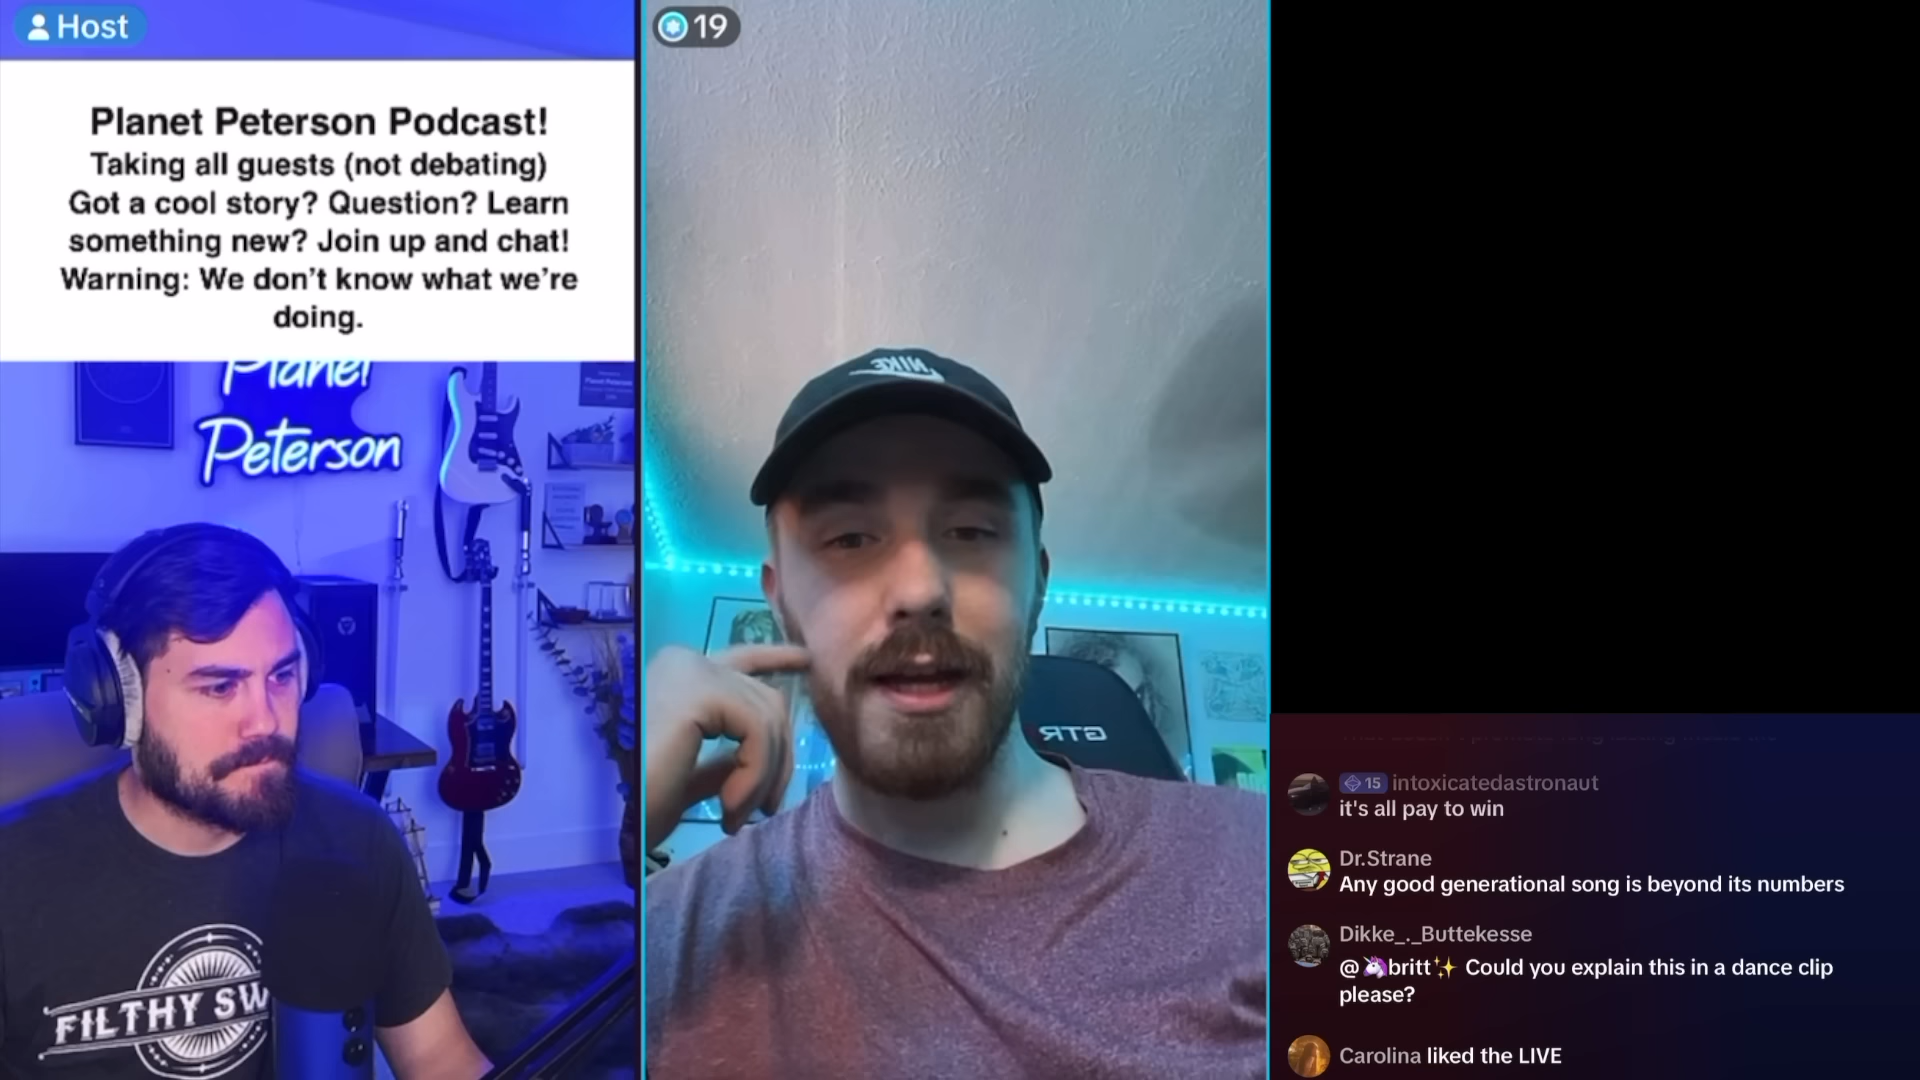 Host
Planet Peterson Podcast!
Taking all guests (not debating)
Got a cool story? Question? Learn
something new? Join up and chat!
Warning: We don't know what we're
doing.
Planet
Peterson
FILTHY SW
19
NIKE
GTR
15 intoxicatedastronaut
it's all pay to win
Dr.Strane
Any good generational song is beyond its numbers
Dikke_._Buttekesse
@🦄britt✨ Could you explain this in a dance clip
please?
Carolina liked the LIVE